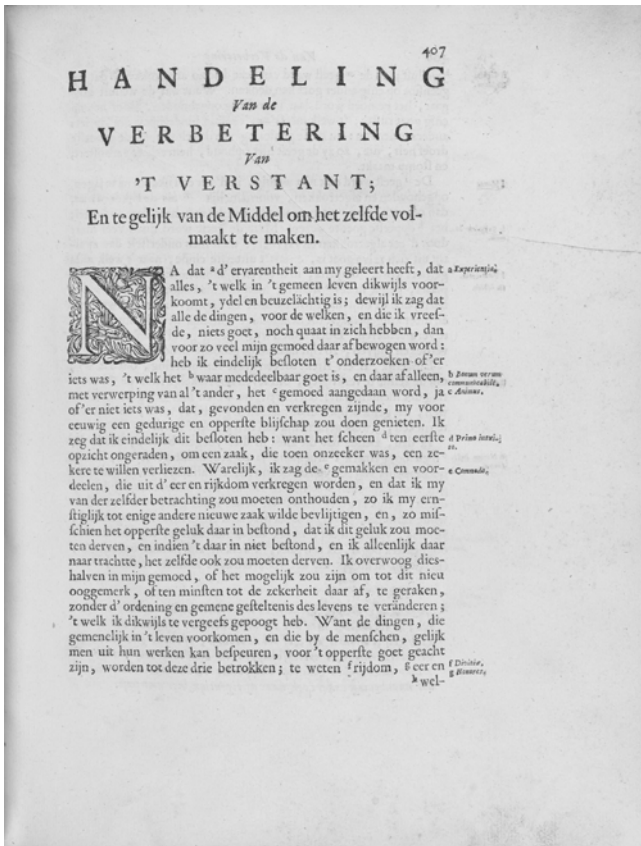 407
HANDELING
Van de
VERBETERING
Van
'T VERSTANT;
En te gelijk van de Middel om het zelfde vol-
maakt te maken.
NA dat a d' ervarentheit aan my geleert heeft, dat
a Experientia,
alles, 't welk in 't gemeen leven dikwijls voor-
koomt, ydel en beuzelächtig is; dewijl ik zag dat
alle de dingen, voor de welken, en die ik vreeſ-
de, niets goet, noch quaat in zich hebben, dan
voor zo veel mijn gemoed daar af bewogen word:
heb ik eindelijk beſloten t' onderzoeken of'er
iets was, 't welk het b waar mededeelbaar goet is, en daar af alleen,
b Bonum verum
communicabile,
met verwerping van al 't ander, het c gemoed aangedaan word, ja
c Animus.
of'er niet iets was, dat, gevonden en verkregen zijnde, my voor
eeuwig een gedurige en opperſte blijſchap zou doen genieten. Ik
zeg dat ik eindelijk dit beſloten heb: want het ſcheen d ten eerſte
d Primo intui-
tu.
opzicht ongeraden, om een zaak, die toen onzeker was, een ze-
kere te willen verliezen. Warelijk, ik zag de e gemakken en voor-
e Commoda,
deelen, die uit d' eer en rijkdom verkregen worden, en dat ik my
van der zelfder betrachting zou moeten onthouden, zo ik my ern-
ſtiglijk tot enige andere nieuwe zaak wilde bevlijtigen, en, zo miſ-
ſchien het opperſte geluk daar in beſtond, dat ik dit geluk zou moe-
ten derven, en indien 't daar in niet beſtond, en ik alleenlijk daar
naar trachtte, het zelfde ook zou moeten derven. Ik overwoog dies-
halven in mijn gemoed, of het mogelijk zou zijn om tot dit nieu
ooggemerk, of ten minſten tot de zekerheit daar af, te geraken,
zonder d' ordening en gemene geſteltenis des levens te veränderen;
't welk ik dikwijls te vergeefs gepoogt heb. Want de dingen, die
gemenelijk in 't leven voorkomen, en die by de menſchen, gelijk
men uit hun werken kan beſpeuren, voor 't opperſte goet geacht
zijn, worden tot deze drie betrokken; te weten f rijdom, g eer en
f Divitiæ,
g Honores,
h wel-